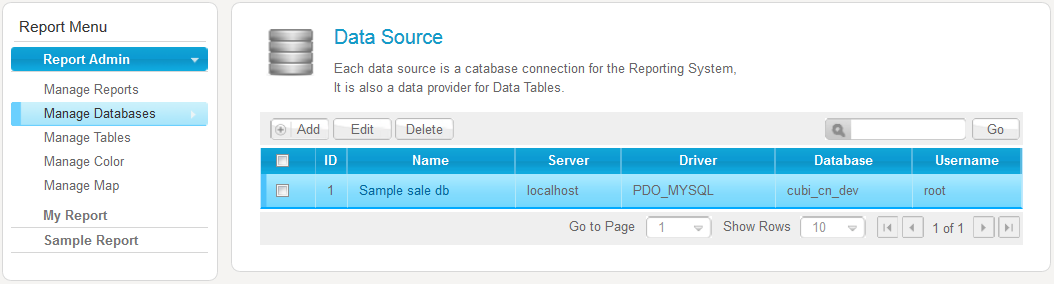 Report Menu
Report Admin
Manage Reports
Manage Databases
Manage Tables
Manage Color
Manage Map
My Report
Sample Report
Data Source
Each data source is a catabase connection for the Reporting System,
It is also a data provider for Data Tables.
Add Edit Delete Go
ID Name Server Driver Database Username
1 Sample sale db localhost PDO_MYSQL cubi_cn_dev root
Go to Page 1 Show Rows 10 1 of 1